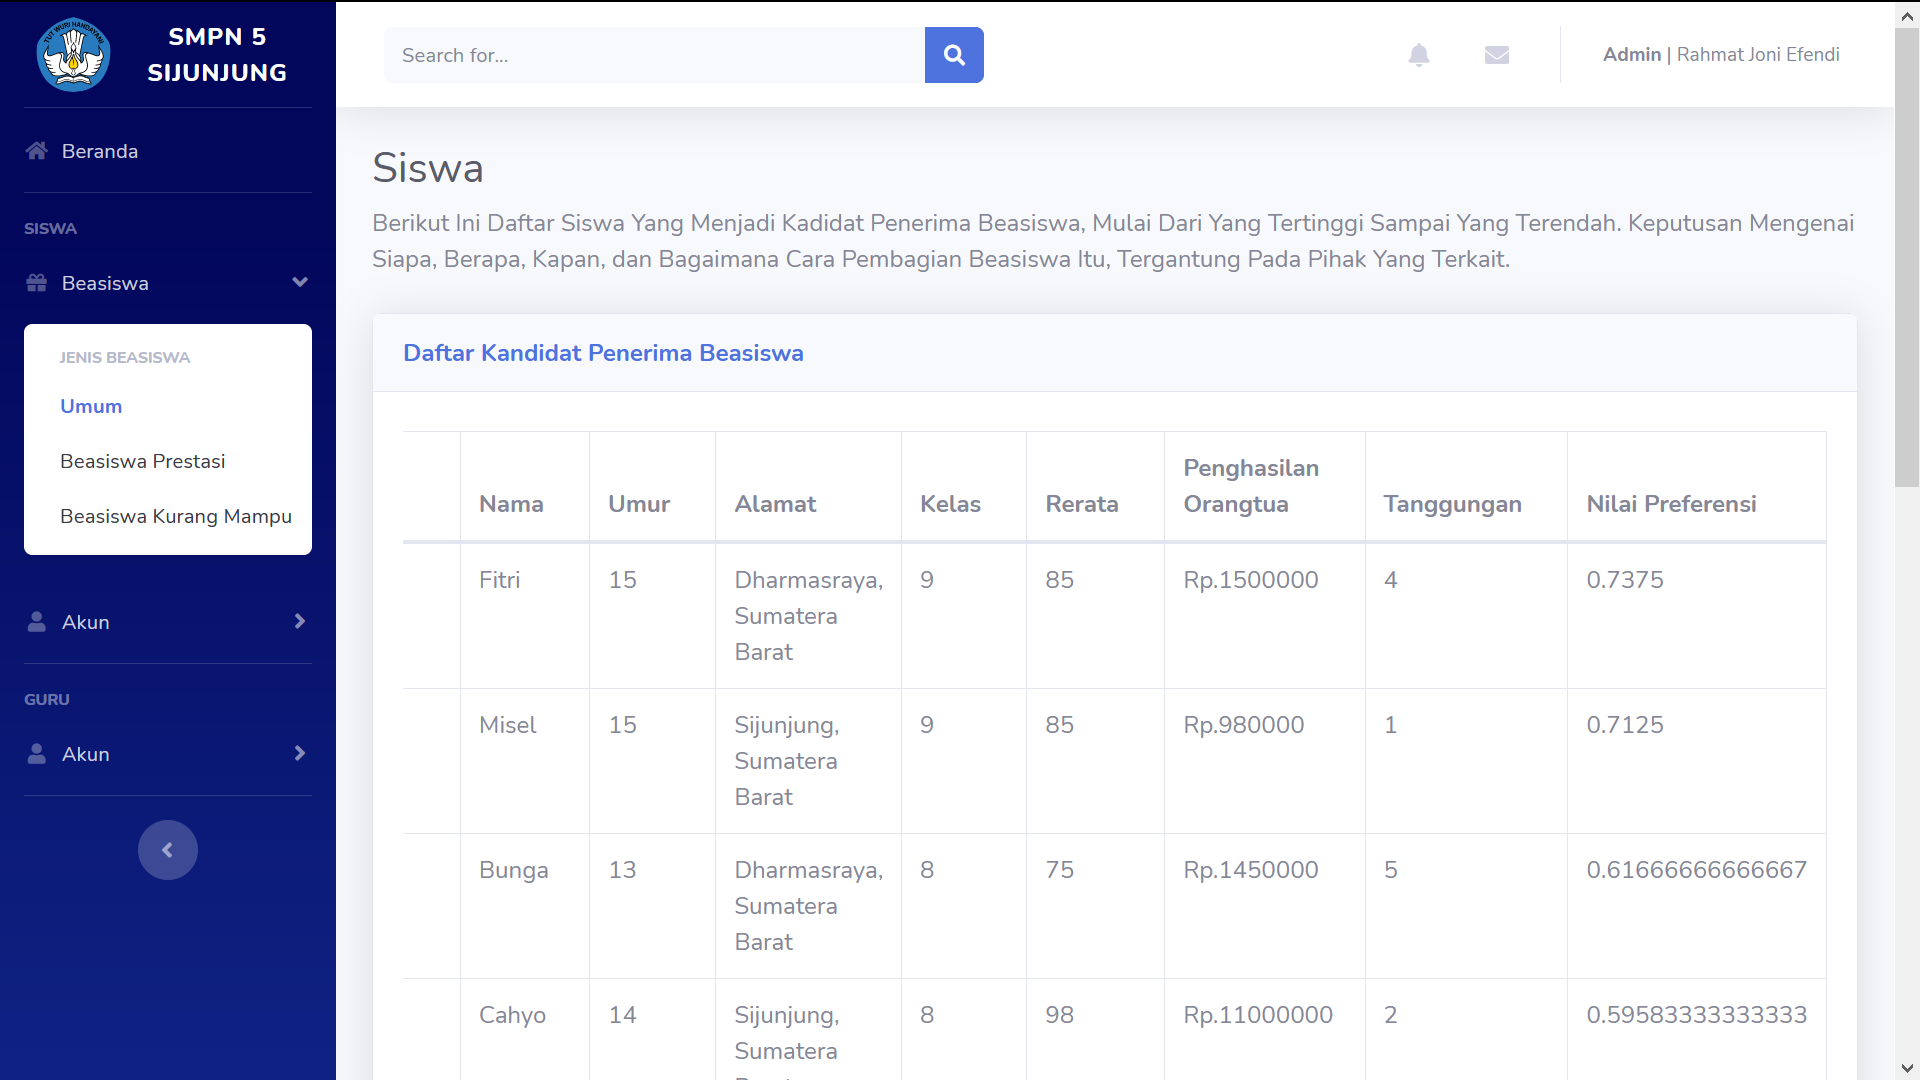 TUT WURI HANDAYANI
SMPN 5
SIJUNJUNG
Beranda
SISWA
Beasiswa
JENIS BEASISWA
Umum
Beasiswa Prestasi
Beasiswa Kurang Mampu
Akun
GURU
Akun
Search for...
Admin | Rahmat Joni Efendi
Siswa
Berikut Ini Daftar Siswa Yang Menjadi Kadidat Penerima Beasiswa, Mulai Dari Yang Tertinggi Sampai Yang Terendah. Keputusan Mengenai
Siapa, Berapa, Kapan, dan Bagaimana Cara Pembagian Beasiswa Itu, Tergantung Pada Pihak Yang Terkait.
Daftar Kandidat Penerima Beasiswa
Nama Umur Alamat Kelas Rerata Penghasilan Orangtua Tanggungan Nilai Preferensi
Fitri 15 Dharmasraya, Sumatera Barat 9 85 Rp.1500000 4 0.7375
Misel 15 Sijunjung, Sumatera Barat 9 85 Rp.980000 1 0.7125
Bunga 13 Dharmasraya, Sumatera Barat 8 75 Rp.1450000 5 0.61666666666667
Cahyo 14 Sijunjung, Sumatera 8 98 Rp.11000000 2 0.59583333333333